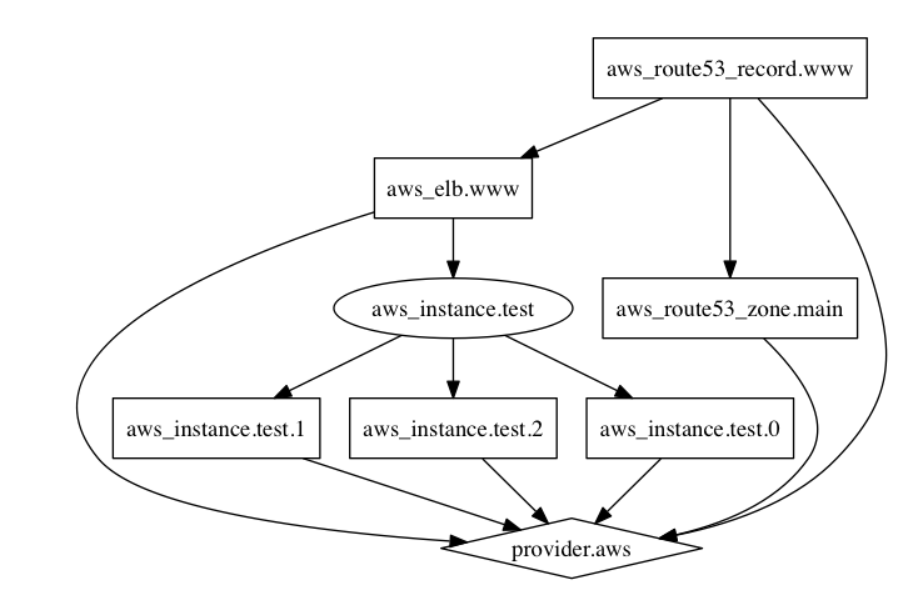 aws_route53_record.www
aws_elb.www
aws_instance.test
aws_route53_zone.main
aws_instance.test.1
aws_instance.test.2
aws_instance.test.0
provider.aws